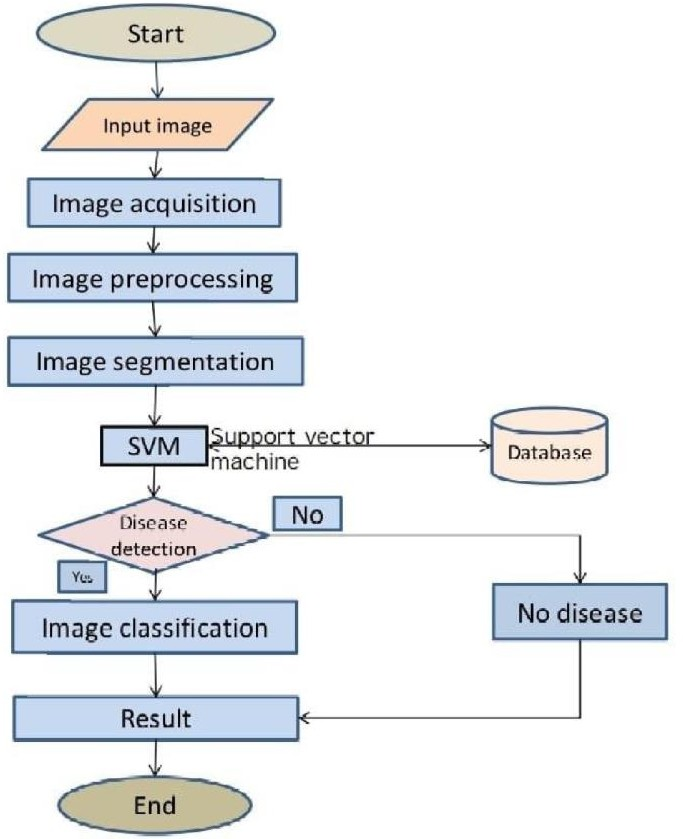 Start
Input image
Image acquisition
Image preprocessing
Image segmentation
SVM
Support vector
machine
Database
Disease
detection
No
Yes
Image classification
No disease
Result
End